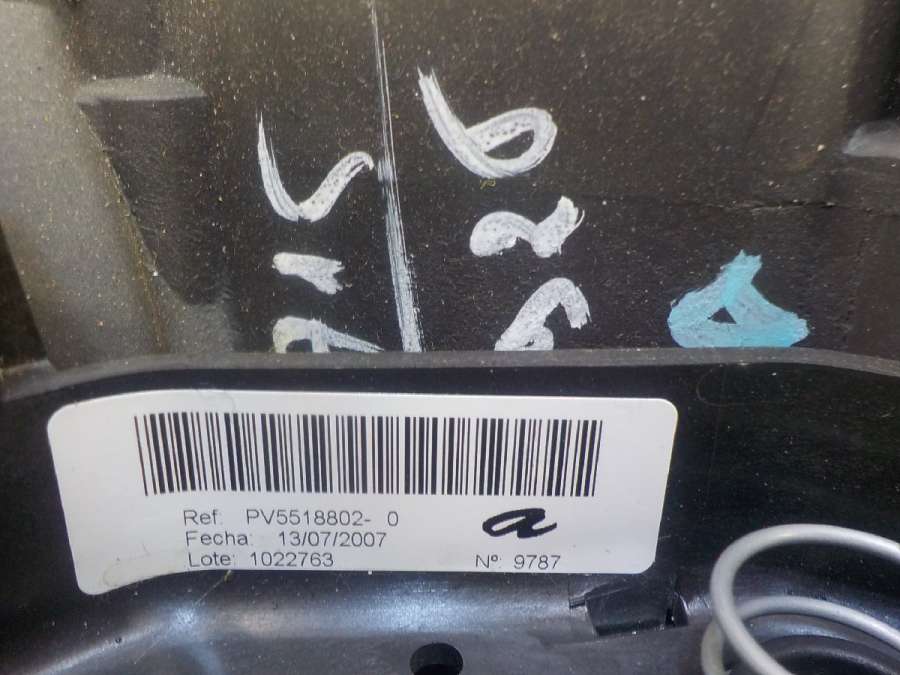 Ref: PV5518802- 0
Fecha: 13/07/2007
Lote: 1022763 Nº: 9787
a